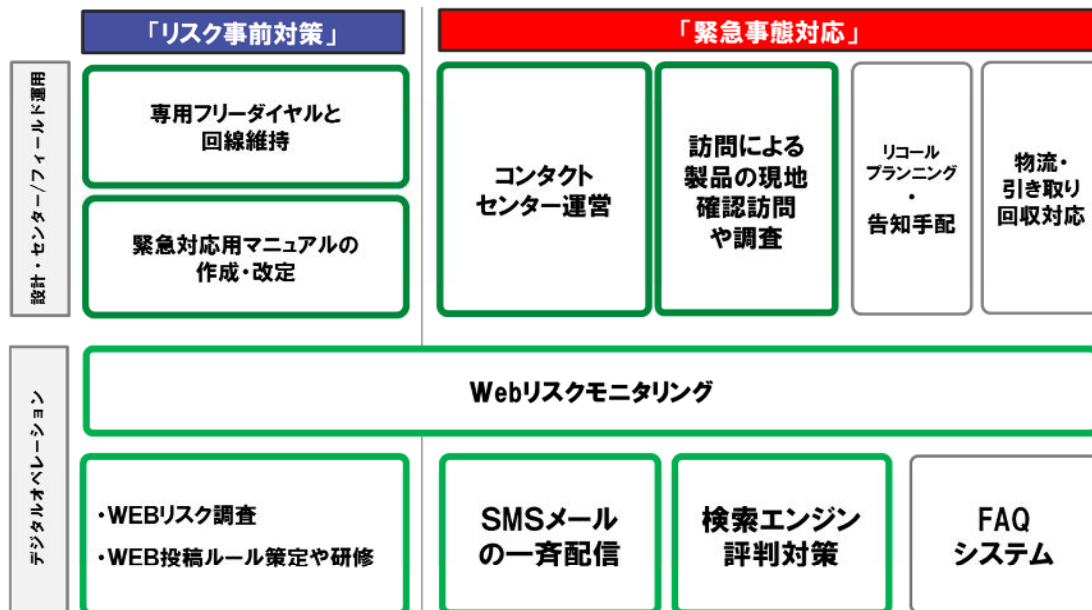 「リスク事前対策」
「緊急事態対応」
設計・センター/フィールド運用
専用フリーダイヤルと
回線維持
緊急対応用マニュアルの
作成・改定
コンタクト
センター運営
訪問による
製品の現地
確認訪問
や調査
リコール
プランニング
・
告知手配
物流・
引き取り
回収対応
デジタルオペレーション
Webリスクモニタリング
・WEBリスク調査
・WEB投稿ルール策定や研修
SMSメール
の一斉配信
検索エンジン
評判対策
FAQ
システム